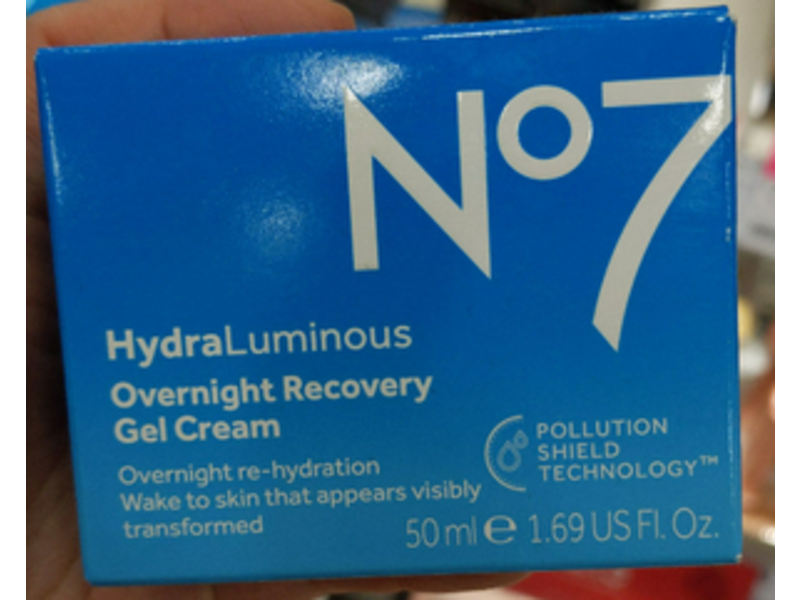 Nº7
HydraLuminous
Overnight Recovery
Gel Cream
Overnight re-hydration
Wake to skin that appears visibly
transformed
POLLUTION
SHIELD
TECHNOLOGY™
50 ml ℮ 1.69 US Fl. Oz.